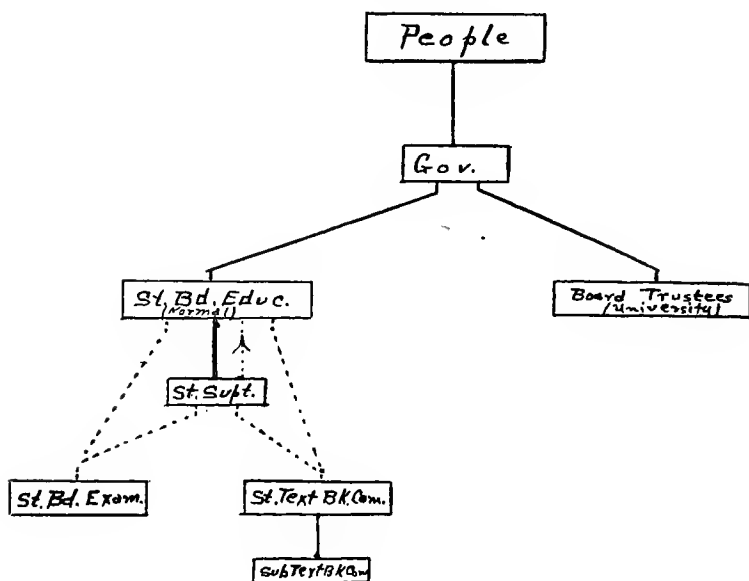 People
Gov.
St. Bd. Educ.
(Normal)
Board Trustees
(University)
St. Supt.
St. Bd. Exam.
St. Text BK. Com.
Sub Text BK Com